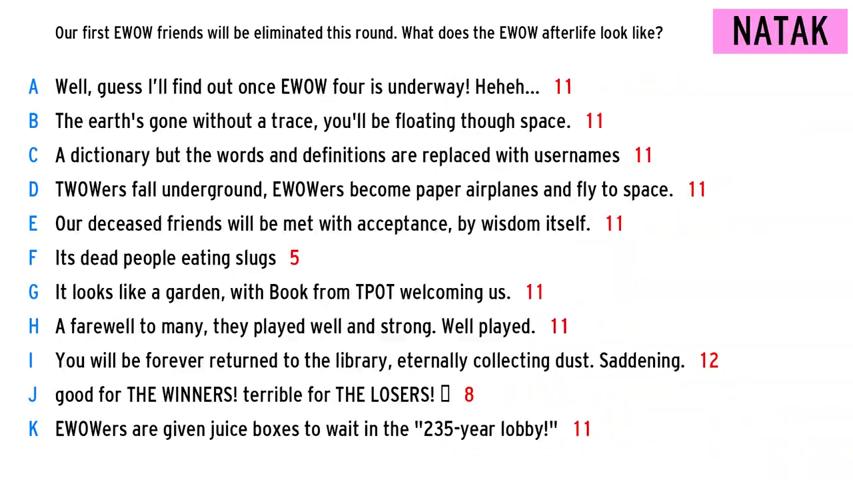 Our first EWOW friends will be eliminated this round. What does the EWOW afterlife look like?
NATAK
A Well, guess I'll find out once EWOW four is underway! Heheh... 11
B The earth's gone without a trace, you'll be floating though space. 11
C A dictionary but the words and definitions are replaced with usernames 11
D TWOWers fall underground, EWOWers become paper airplanes and fly to space. 11
E Our deceased friends will be met with acceptance, by wisdom itself. 11
F Its dead people eating slugs 5
G It looks like a garden, with Book from TPOT welcoming us. 11
H A farewell to many, they played well and strong. Well played. 11
I You will be forever returned to the library, eternally collecting dust. Saddening. 12
J good for THE WINNERS! terrible for THE LOSERS! ▯ 8
K EWOWers are given juice boxes to wait in the "235-year lobby!" 11